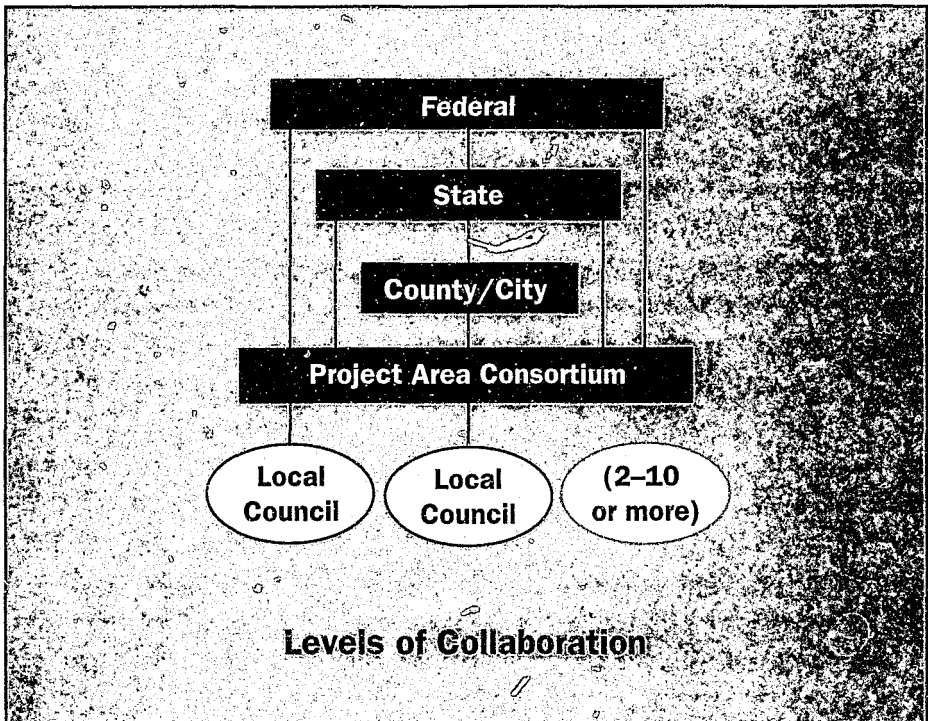 Federal
State
County/City
Project Area Consortium
Local
Council
Local
Council
(2–10
or more)
Levels of Collaboration